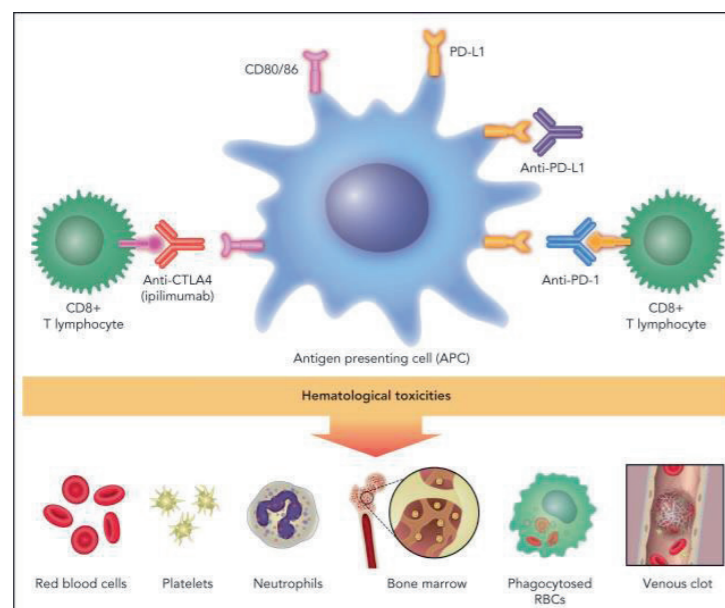 PD-L1
CD80/86
Anti-PD-L1
Anti-CTLA4
(ipilimumab)
Anti-PD-1
CD8+
T lymphocyte
CD8+
T lymphocyte
Antigen presenting cell (APC)
Hematological toxicities
Red blood cells
Platelets
Neutrophils
Bone marrow
Phagocytosed
RBCs
Venous clot